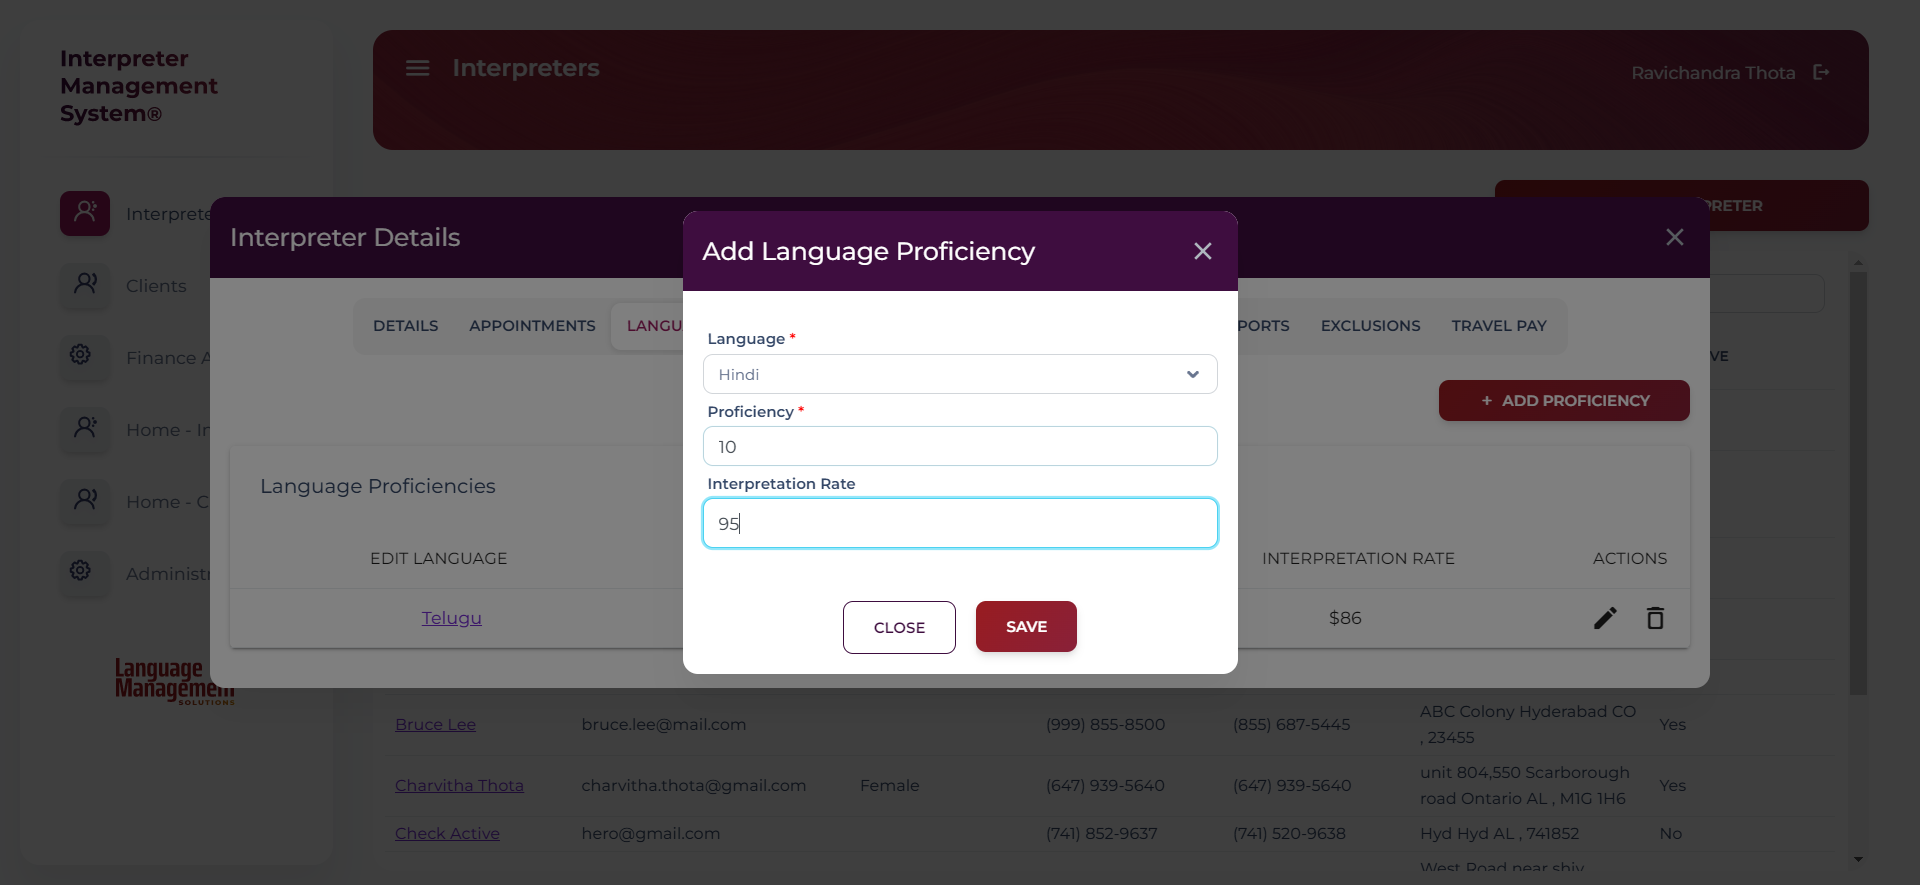 Interpreter
Management
System®
Interpreters
Ravichandra Thota
Interprete
Clients
Finance A
Home - In
Home - C
Administr
Language
Management
SOLUTIONS
PRETER
Interpreter Details
DETAILS
APPOINTMENTS
LANGU
PORTS
EXCLUSIONS
TRAVEL PAY
VE
+ ADD PROFICIENCY
Language Proficiencies
EDIT LANGUAGE
INTERPRETATION RATE
ACTIONS
Telugu
$86
Add Language Proficiency
Language *
Hindi
Proficiency *
10
Interpretation Rate
95
CLOSE
SAVE
Bruce Lee bruce.lee@mail.com (999) 855-8500 (855) 687-5445 ABC Colony Hyderabad CO Yes
, 23455
Charvitha Thota charvitha.thota@gmail.com Female (647) 939-5640 (647) 939-5640 unit 804,550 Scarborough Yes
road Ontario AL , M1G 1H6
Check Active hero@gmail.com (741) 852-9637 (741) 520-9638 Hyd Hyd AL , 741852 No
West Road near shiv